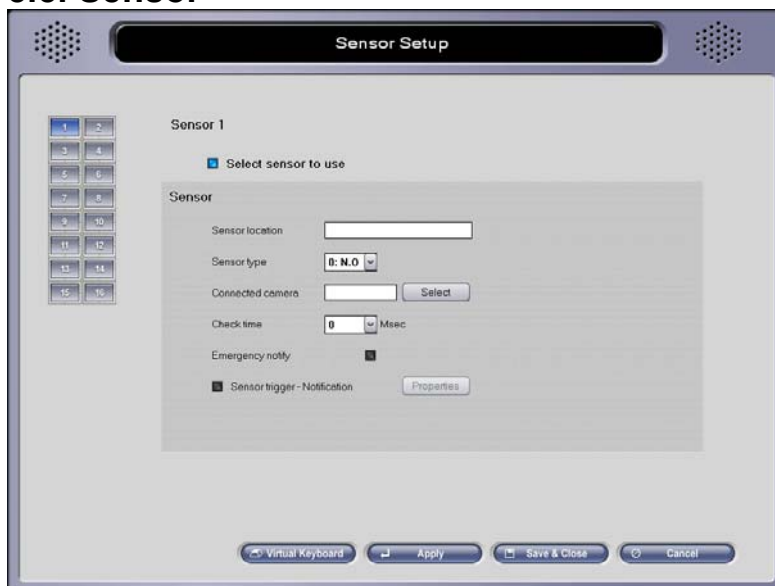 Sensor Setup
1 2
3 4
5 6
7 8
9 10
11 12
13 14
15 16
Sensor 1
Select sensor to use
Sensor
Sensor location
Sensor type 0: N.O
Connected camera Select
Check time 0 Msec
Emergency notify
Sensor trigger - Notification Properties
Virtual Keyboard Apply Save & Close Cancel